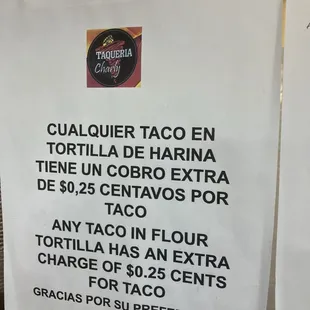 TAQUERIA
Charly
CUALQUIER TACO EN
TORTILLA DE HARINA
TIENE UN COBRO EXTRA
DE $0,25 CENTAVOS POR
TACO
ANY TACO IN FLOUR
TORTILLA HAS AN EXTRA
CHARGE OF $0.25 CENTS
FOR TACO
GRACIAS POR SU